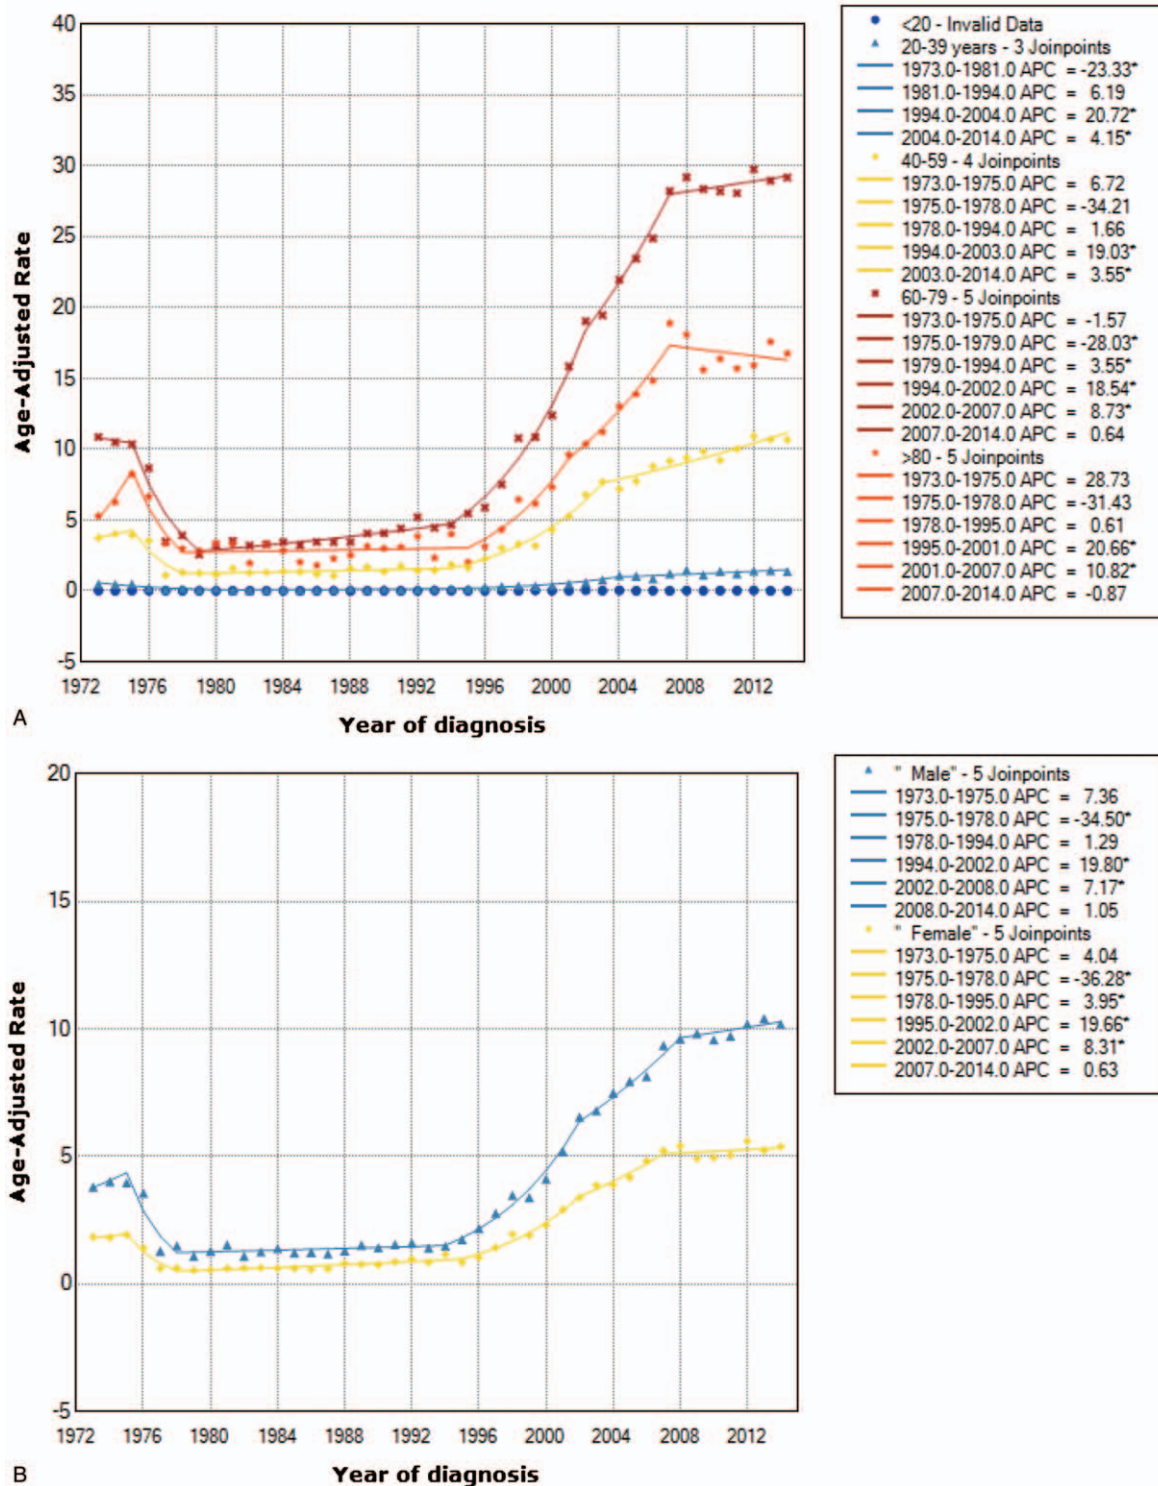 40
35
30
25
20
15
10
5
0
-5
Age-Adjusted Rate
1972 1976 1980 1984 1988 1992 1996 2000 2004 2008 2012
Year of diagnosis
A
<20 - Invalid Data
20-39 years - 3 Joinpoints
1973.0-1981.0 APC = -23.33*
1981.0-1994.0 APC = 6.19
1994.0-2004.0 APC = 20.72*
2004.0-2014.0 APC = 4.15*
40-59 - 4 Joinpoints
1973.0-1975.0 APC = 6.72
1975.0-1978.0 APC = -34.21
1978.0-1994.0 APC = 1.66
1994.0-2003.0 APC = 19.03*
2003.0-2014.0 APC = 3.55*
60-79 - 5 Joinpoints
1973.0-1975.0 APC = -1.57
1975.0-1979.0 APC = -28.03*
1979.0-1994.0 APC = 3.55*
1994.0-2002.0 APC = 18.54*
2002.0-2007.0 APC = 8.73*
2007.0-2014.0 APC = 0.64
>80 - 5 Joinpoints
1973.0-1975.0 APC = 28.73
1975.0-1978.0 APC = -31.43
1978.0-1995.0 APC = 0.61
1995.0-2001.0 APC = 20.66*
2001.0-2007.0 APC = 10.82*
2007.0-2014.0 APC = -0.87
20
15
10
5
0
-5
Age-Adjusted Rate
1972 1976 1980 1984 1988 1992 1996 2000 2004 2008 2012
Year of diagnosis
B
" Male" - 5 Joinpoints
1973.0-1975.0 APC = 7.36
1975.0-1978.0 APC = -34.50*
1978.0-1994.0 APC = 1.29
1994.0-2002.0 APC = 19.80*
2002.0-2008.0 APC = 7.17*
2008.0-2014.0 APC = 1.05
" Female" - 5 Joinpoints
1973.0-1975.0 APC = 4.04
1975.0-1978.0 APC = -36.28*
1978.0-1995.0 APC = 3.95*
1995.0-2002.0 APC = 19.66*
2002.0-2007.0 APC = 8.31*
2007.0-2014.0 APC = 0.63